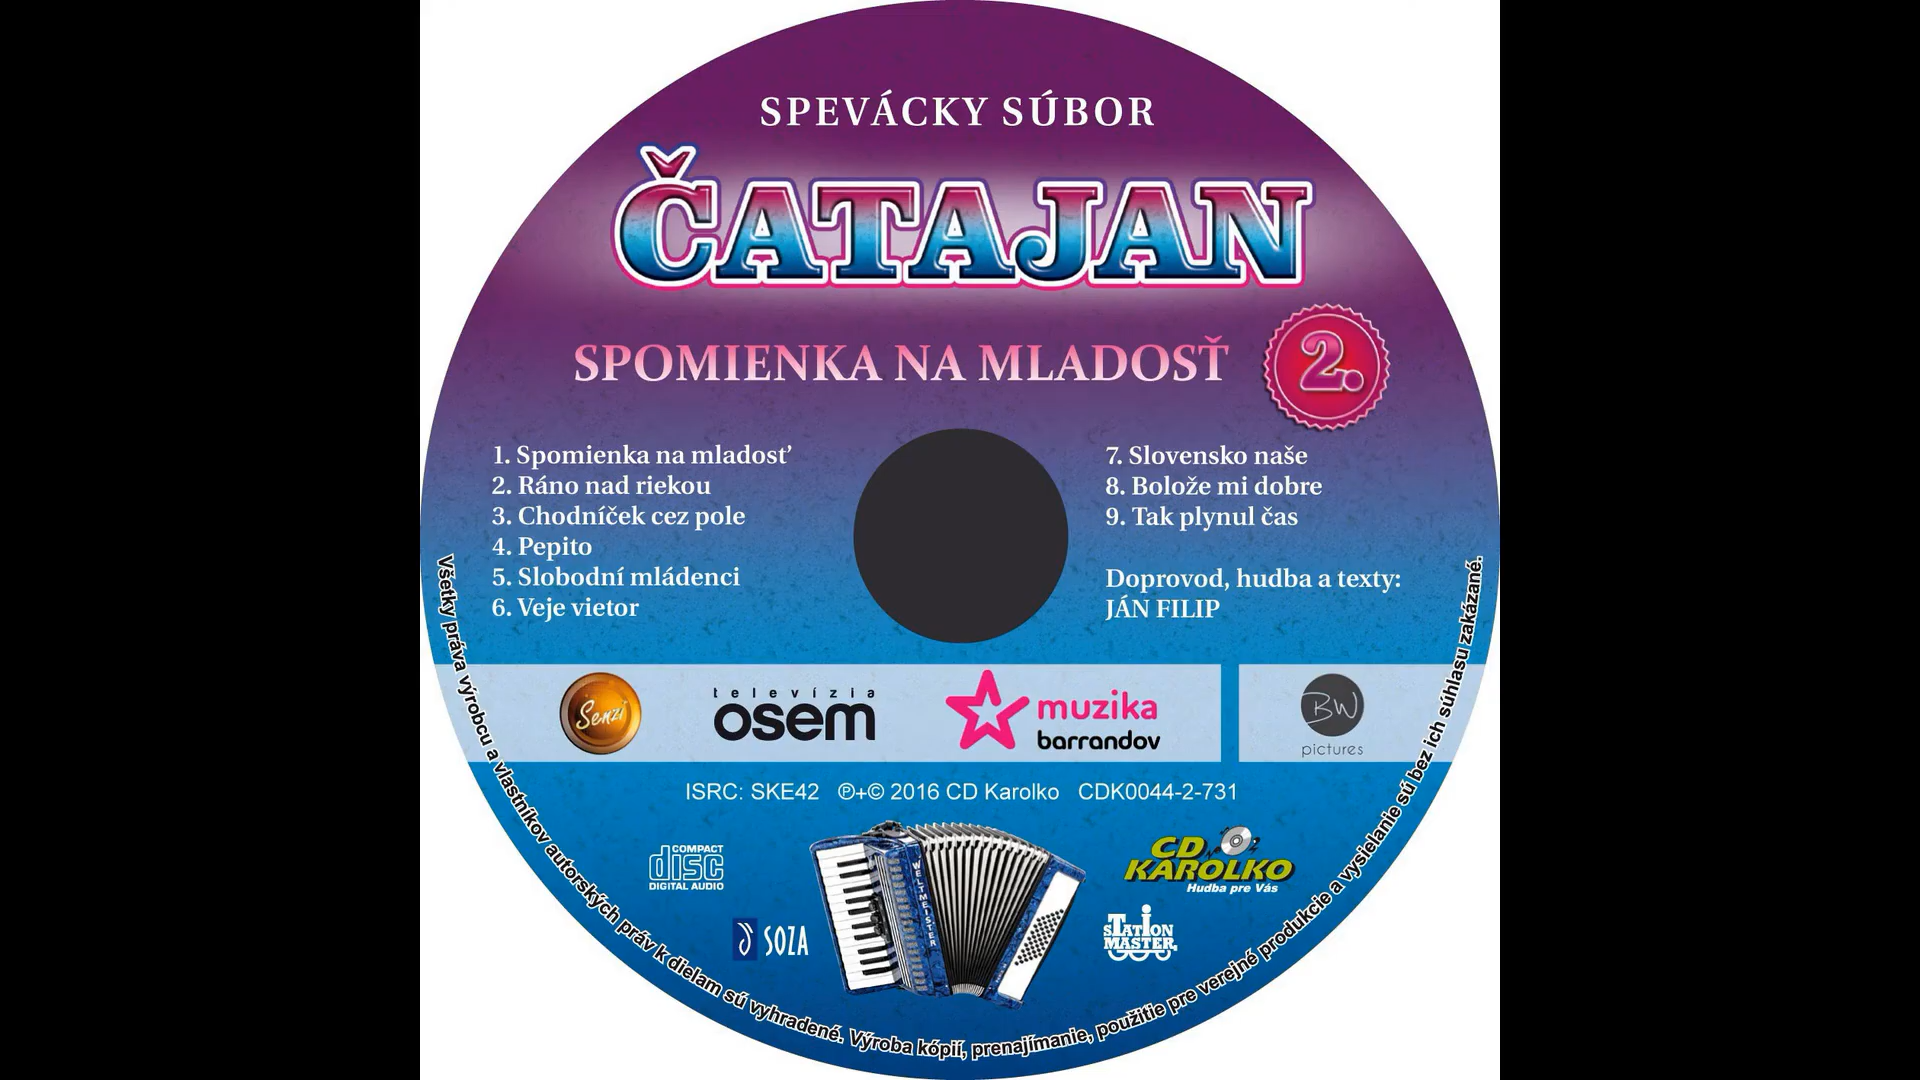 SPEVÁCKY SÚBOR
ČATAJAN
SPOMIENKA NA MLADOSŤ
2.
1. Spomienka na mladosť
2. Ráno nad riekou
3. Chodníček cez pole
4. Pepito
5. Slobodní mládenci
6. Veje vietor
7. Slovensko naše
8. Bolože mi dobre
9. Tak plynul čas
Doprovod, hudba a texty:
JÁN FILIP
Senzi
televízia
osem
muzika
barrandov
BW
pictures
ISRC: SKE42 ℗+© 2016 CD Karolko CDK0044-2-731
COMPACT
disc
DIGITAL AUDIO
SOZA
WELTMEISTER
CD
KAROLKO
Hudba pre Vás
STATION
MASTER
Všetky práva výrobcu a vlastníkov autorských práv k dielam sú vyhradené. Výroba kópií, prenajímanie, použitie pre verejné produkcie a vysielanie sú bez ich súhlasu zakázané.